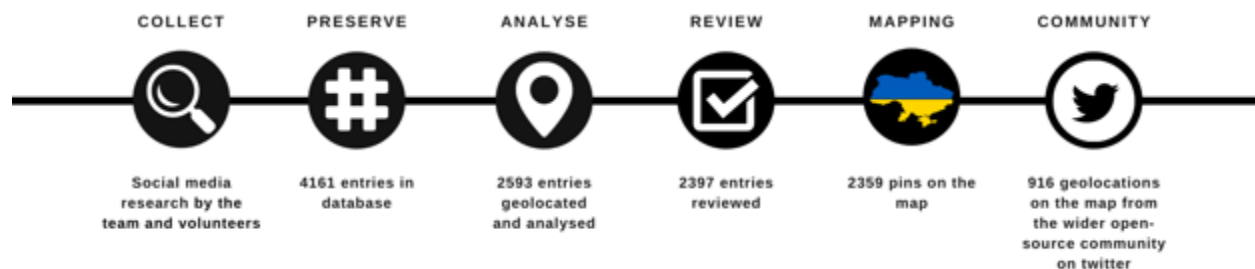 COLLECT
PRESERVE
ANALYSE
REVIEW
MAPPING
COMMUNITY
Social media
research by the
team and volunteers
4161 entries in
database
2593 entries
geolocated
and analysed
2397 entries
reviewed
2359 pins on the
map
916 geolocations
on the map from
the wider open-
source community
on twitter